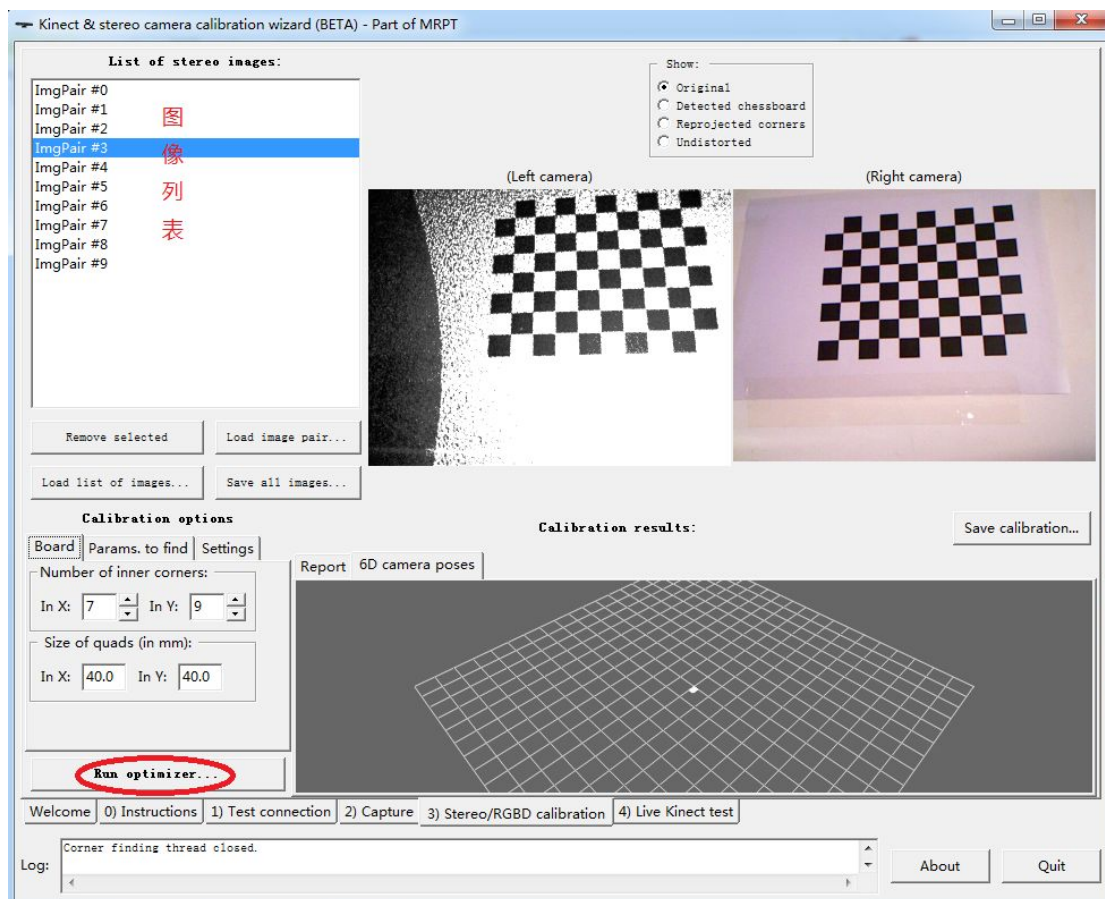 Kinect & stereo camera calibration wizard (BETA) - Part of MRPT
List of stereo images:
ImgPair #0
ImgPair #1
ImgPair #2
ImgPair #3
ImgPair #4
ImgPair #5
ImgPair #6
ImgPair #7
ImgPair #8
ImgPair #9
图
像
列
表
Show:
Original
Detected chessboard
Reprojected corners
Undistorted
(Left camera)
(Right camera)
Remove selected
Load image pair...
Load list of images...
Save all images...
Calibration options
Board
Params. to find
Settings
Number of inner corners:
In X: 7 In Y: 9
Size of quads (in mm):
In X: 40.0 In Y: 40.0
Run optimizer...
Calibration results:
Save calibration...
Report
6D camera poses
Welcome
0) Instructions
1) Test connection
2) Capture
3) Stereo/RGBD calibration
4) Live Kinect test
Log:
Corner finding thread closed.
About
Quit